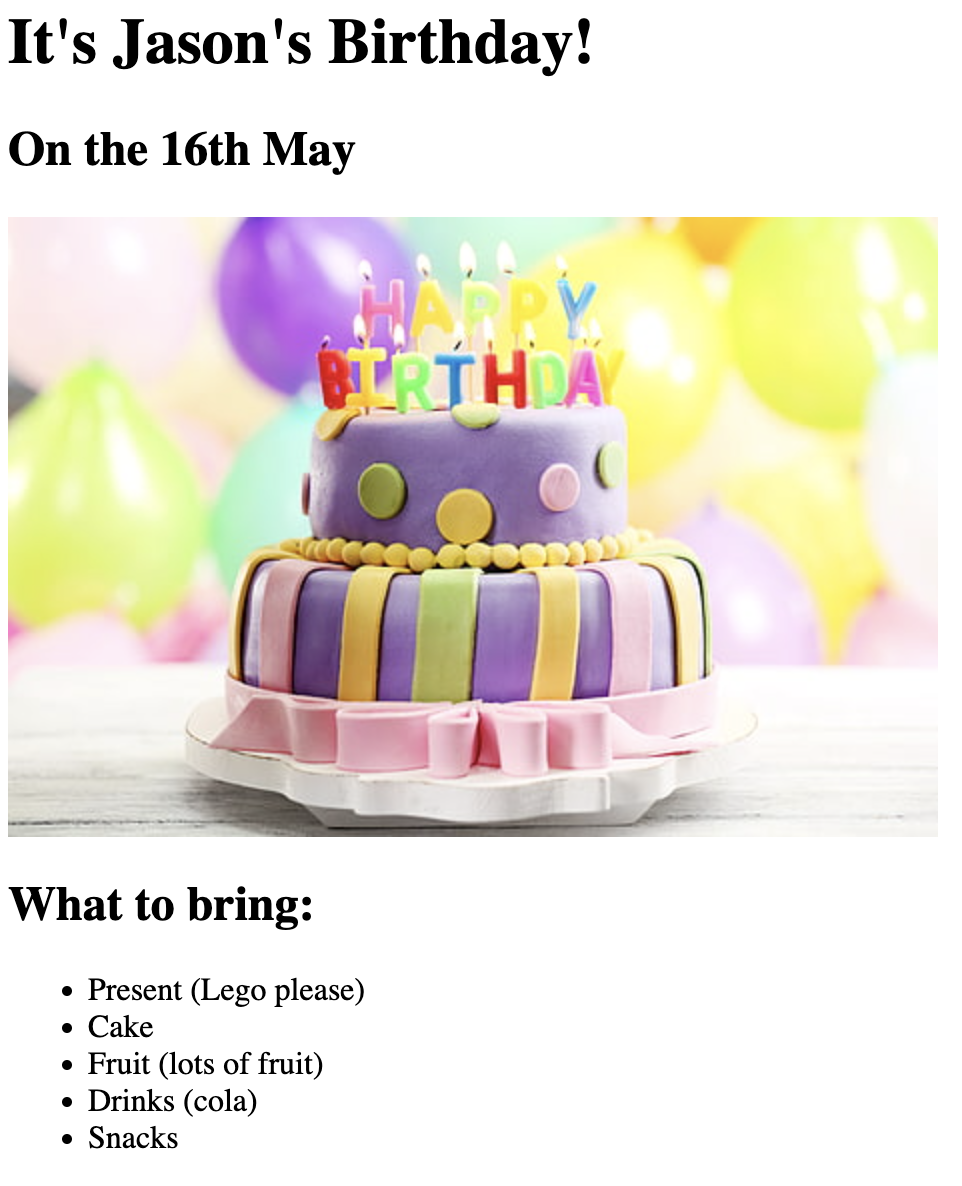 It's Jason's Birthday!
On the 16th May
HAPPY
BIRTHDAY
What to bring:
Present (Lego please)
Cake
Fruit (lots of fruit)
Drinks (cola)
Snacks